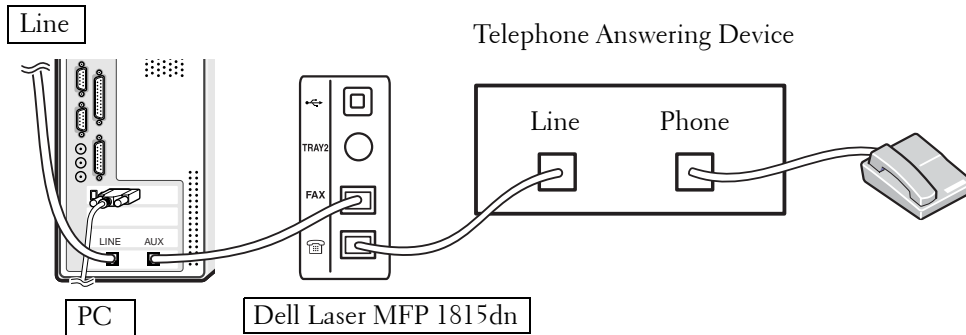 Line
Telephone Answering Device
Line Phone
TRAY2
FAX
LINE AUX
PC
Dell Laser MFP 1815dn